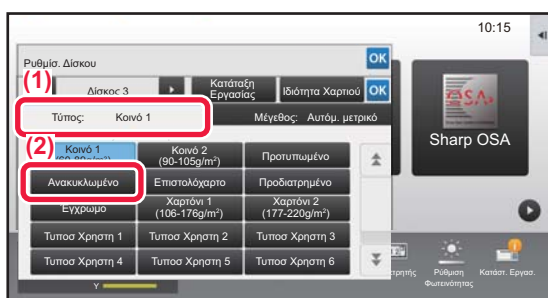 10:15
Ρυθμίσ. Δίσκου
OK
(1)
Δίσκος 3
Κατάταξη
Εργασίας
Ιδιότητα Χαρτιού
OK
Τύπος: Κοινό 1
Μέγεθος: Αυτόμ. μετρικό
(2)
Κοινό 1
(60-89g/m²)
Κοινό 2
(90-105g/m²)
Προτυπωμένο
Ανακυκλωμένο
Επιστολόχαρτο
Προδιατρημένο
Έγχρωμο
Χαρτόνι 1
(106-176g/m²)
Χαρτόνι 2
(177-220g/m²)
Τυποσ Χρηστη 1
Τυποσ Χρηστη 2
Τυποσ Χρηστη 3
Τυποσ Χρηστη 4
Τυποσ Χρηστη 5
Τυποσ Χρηστη 6
Sharp OSA
Ρύθμιση
Φωτεινότητας
Κατάστ. Εργασ.
Y